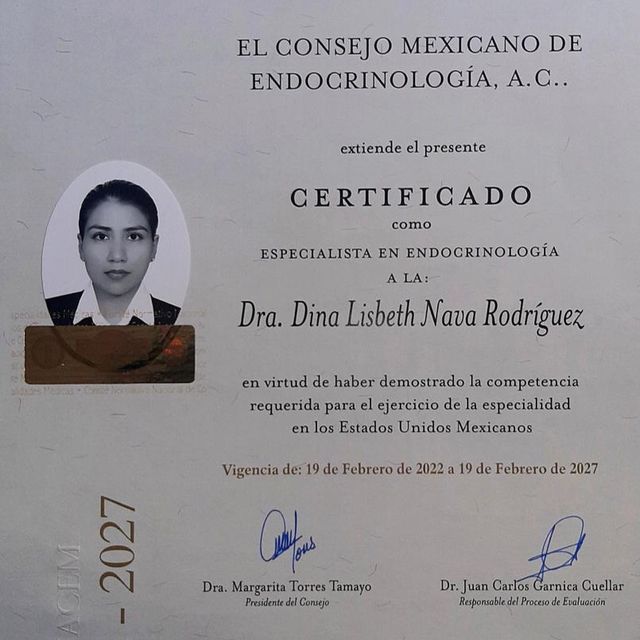 EL CONSEJO MEXICANO DE
ENDOCRINOLOGÍA, A.C..
extiende el presente
CERTIFICADO
como
ESPECIALISTA EN ENDOCRINOLOGÍA
A LA:
Dra. Dina Lisbeth Nava Rodríguez
en virtud de haber demostrado la competencia
requerida para el ejercicio de la especialidad
en los Estados Unidos Mexicanos
Vigencia de: 19 de Febrero de 2022 a 19 de Febrero de 2027
Dra. Margarita Torres Tamayo
Presidente del Consejo
Dr. Juan Carlos Garnica Cuellar
Responsable del Proceso de Evaluación
- 2027